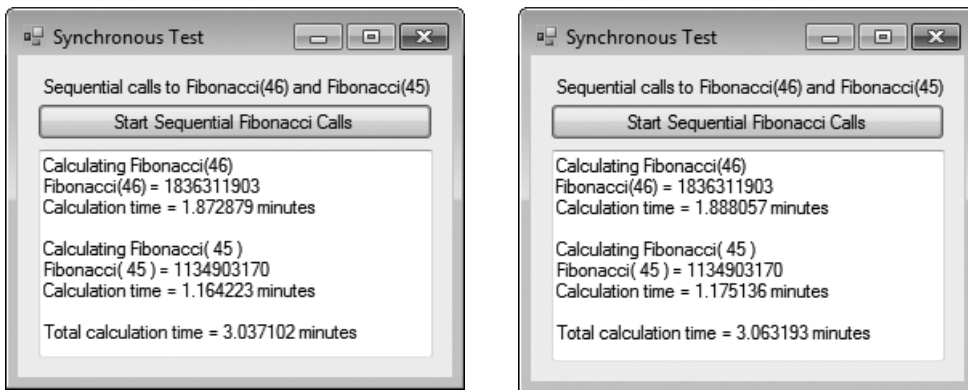 Synchronous Test
Sequential calls to Fibonacci(46) and Fibonacci(45)
Start Sequential Fibonacci Calls
Calculating Fibonacci(46)
Fibonacci(46) = 1836311903
Calculation time = 1.872879 minutes
Calculating Fibonacci( 45 )
Fibonacci( 45 ) = 1134903170
Calculation time = 1.164223 minutes
Total calculation time = 3.037102 minutes
Synchronous Test
Sequential calls to Fibonacci(46) and Fibonacci(45)
Start Sequential Fibonacci Calls
Calculating Fibonacci(46)
Fibonacci(46) = 1836311903
Calculation time = 1.888057 minutes
Calculating Fibonacci( 45 )
Fibonacci( 45 ) = 1134903170
Calculation time = 1.175136 minutes
Total calculation time = 3.063193 minutes